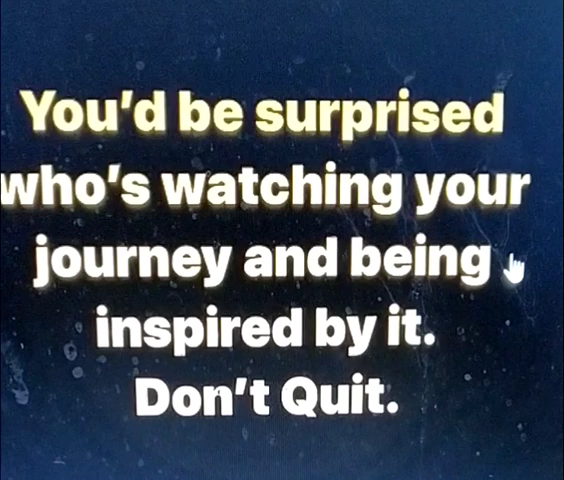 You’d be surprised
who’s watching your
journey and being
inspired by it.
Don’t Quit.